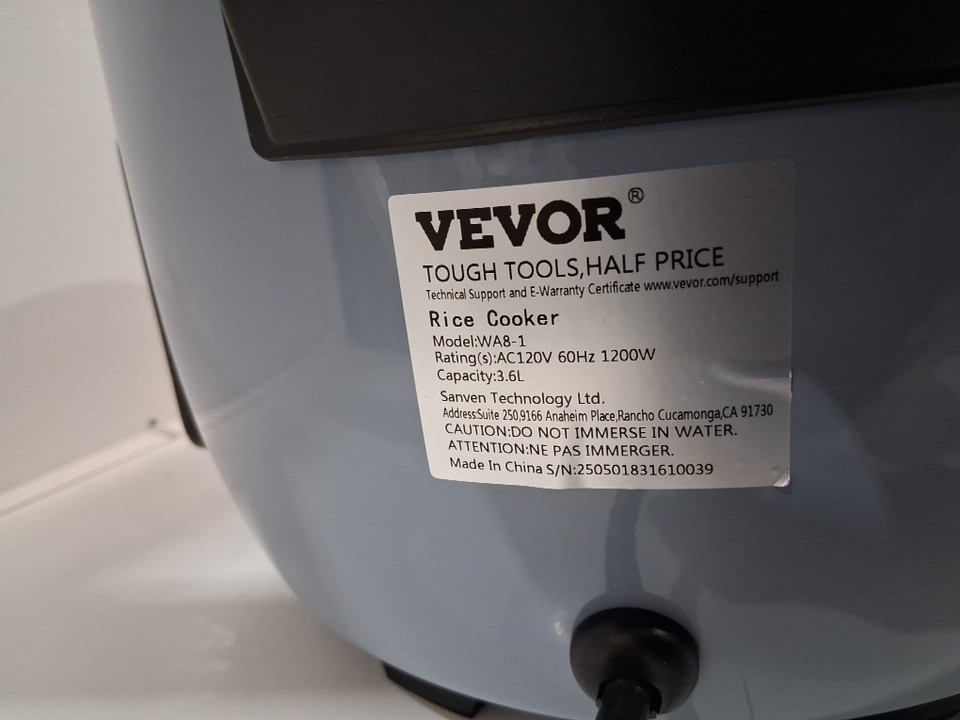 VEVOR®
TOUGH TOOLS,HALF PRICE
Technical Support and E-Warranty Certificate www.vevor.com/support
Rice Cooker
Model:WA8-1
Rating(s):AC120V 60Hz 1200W
Capacity:3.6L
Sanven Technology Ltd.
Address:Suite 250,9166 Anaheim Place,Rancho Cucamonga,CA 91730
CAUTION:DO NOT IMMERSE IN WATER.
ATTENTION:NE PAS IMMERGER.
Made In China S/N:250501831610039